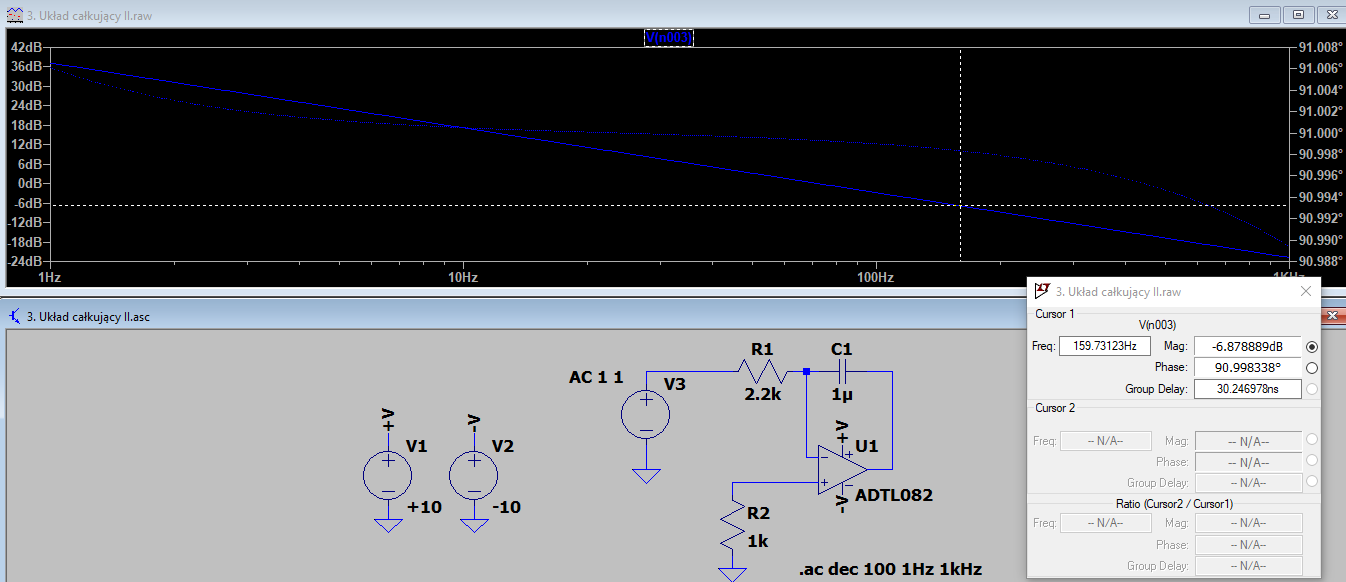 3. Układ całkujący II.raw
V(n003)
42dB
36dB
30dB
24dB
18dB
12dB
6dB
0dB
-6dB
-12dB
-18dB
-24dB
91.008°
91.006°
91.004°
91.002°
91.000°
90.998°
90.996°
90.994°
90.992°
90.990°
90.988°
1Hz
10Hz
100Hz
1KHz
3. Układ całkujący II.asc
AC 1 1
V3
R1
2.2k
C1
1µ
+V
V1
+10
-V
V2
-10
+V
U1
ADTL082
-V
R2
1k
.ac dec 100 1Hz 1kHz
3. Układ całkujący II.raw
Cursor 1
V(n003)
Freq: 159.73123Hz Mag: -6.878889dB
Phase: 90.998338°
Group Delay: 30.246978ns
Cursor 2
Freq: -- N/A-- Mag: -- N/A--
Phase: -- N/A--
Group Delay: -- N/A--
Ratio (Cursor2 / Cursor1)
Freq: -- N/A-- Mag: -- N/A--
Phase: -- N/A--
Group Delay: -- N/A--